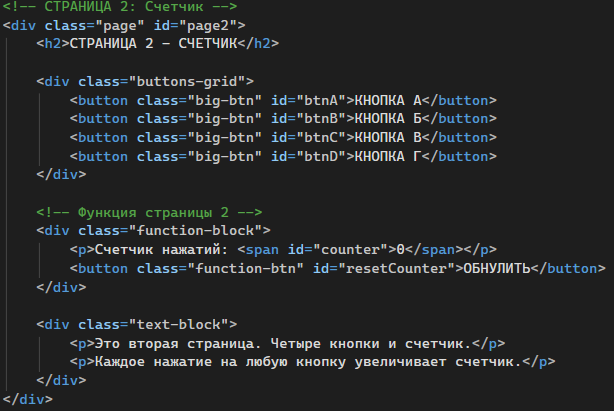 <!-- СТРАНИЦА 2: Счетчик -->
<div class="page" id="page2">
    <h2>СТРАНИЦА 2 - СЧЕТЧИК</h2>

    <div class="buttons-grid">
        <button class="big-btn" id="btnA">КНОПКА А</button>
        <button class="big-btn" id="btnB">КНОПКА Б</button>
        <button class="big-btn" id="btnC">КНОПКА В</button>
        <button class="big-btn" id="btnD">КНОПКА Г</button>
    </div>

    <!-- Функция страницы 2 -->
    <div class="function-block">
        <p>Счетчик нажатий: <span id="counter">0</span></p>
        <button class="function-btn" id="resetCounter">ОБНУЛИТЬ</button>
    </div>

    <div class="text-block">
        <p>Это вторая страница. Четыре кнопки и счетчик.</p>
        <p>Каждое нажатие на любую кнопку увеличивает счетчик.</p>
    </div>
</div>